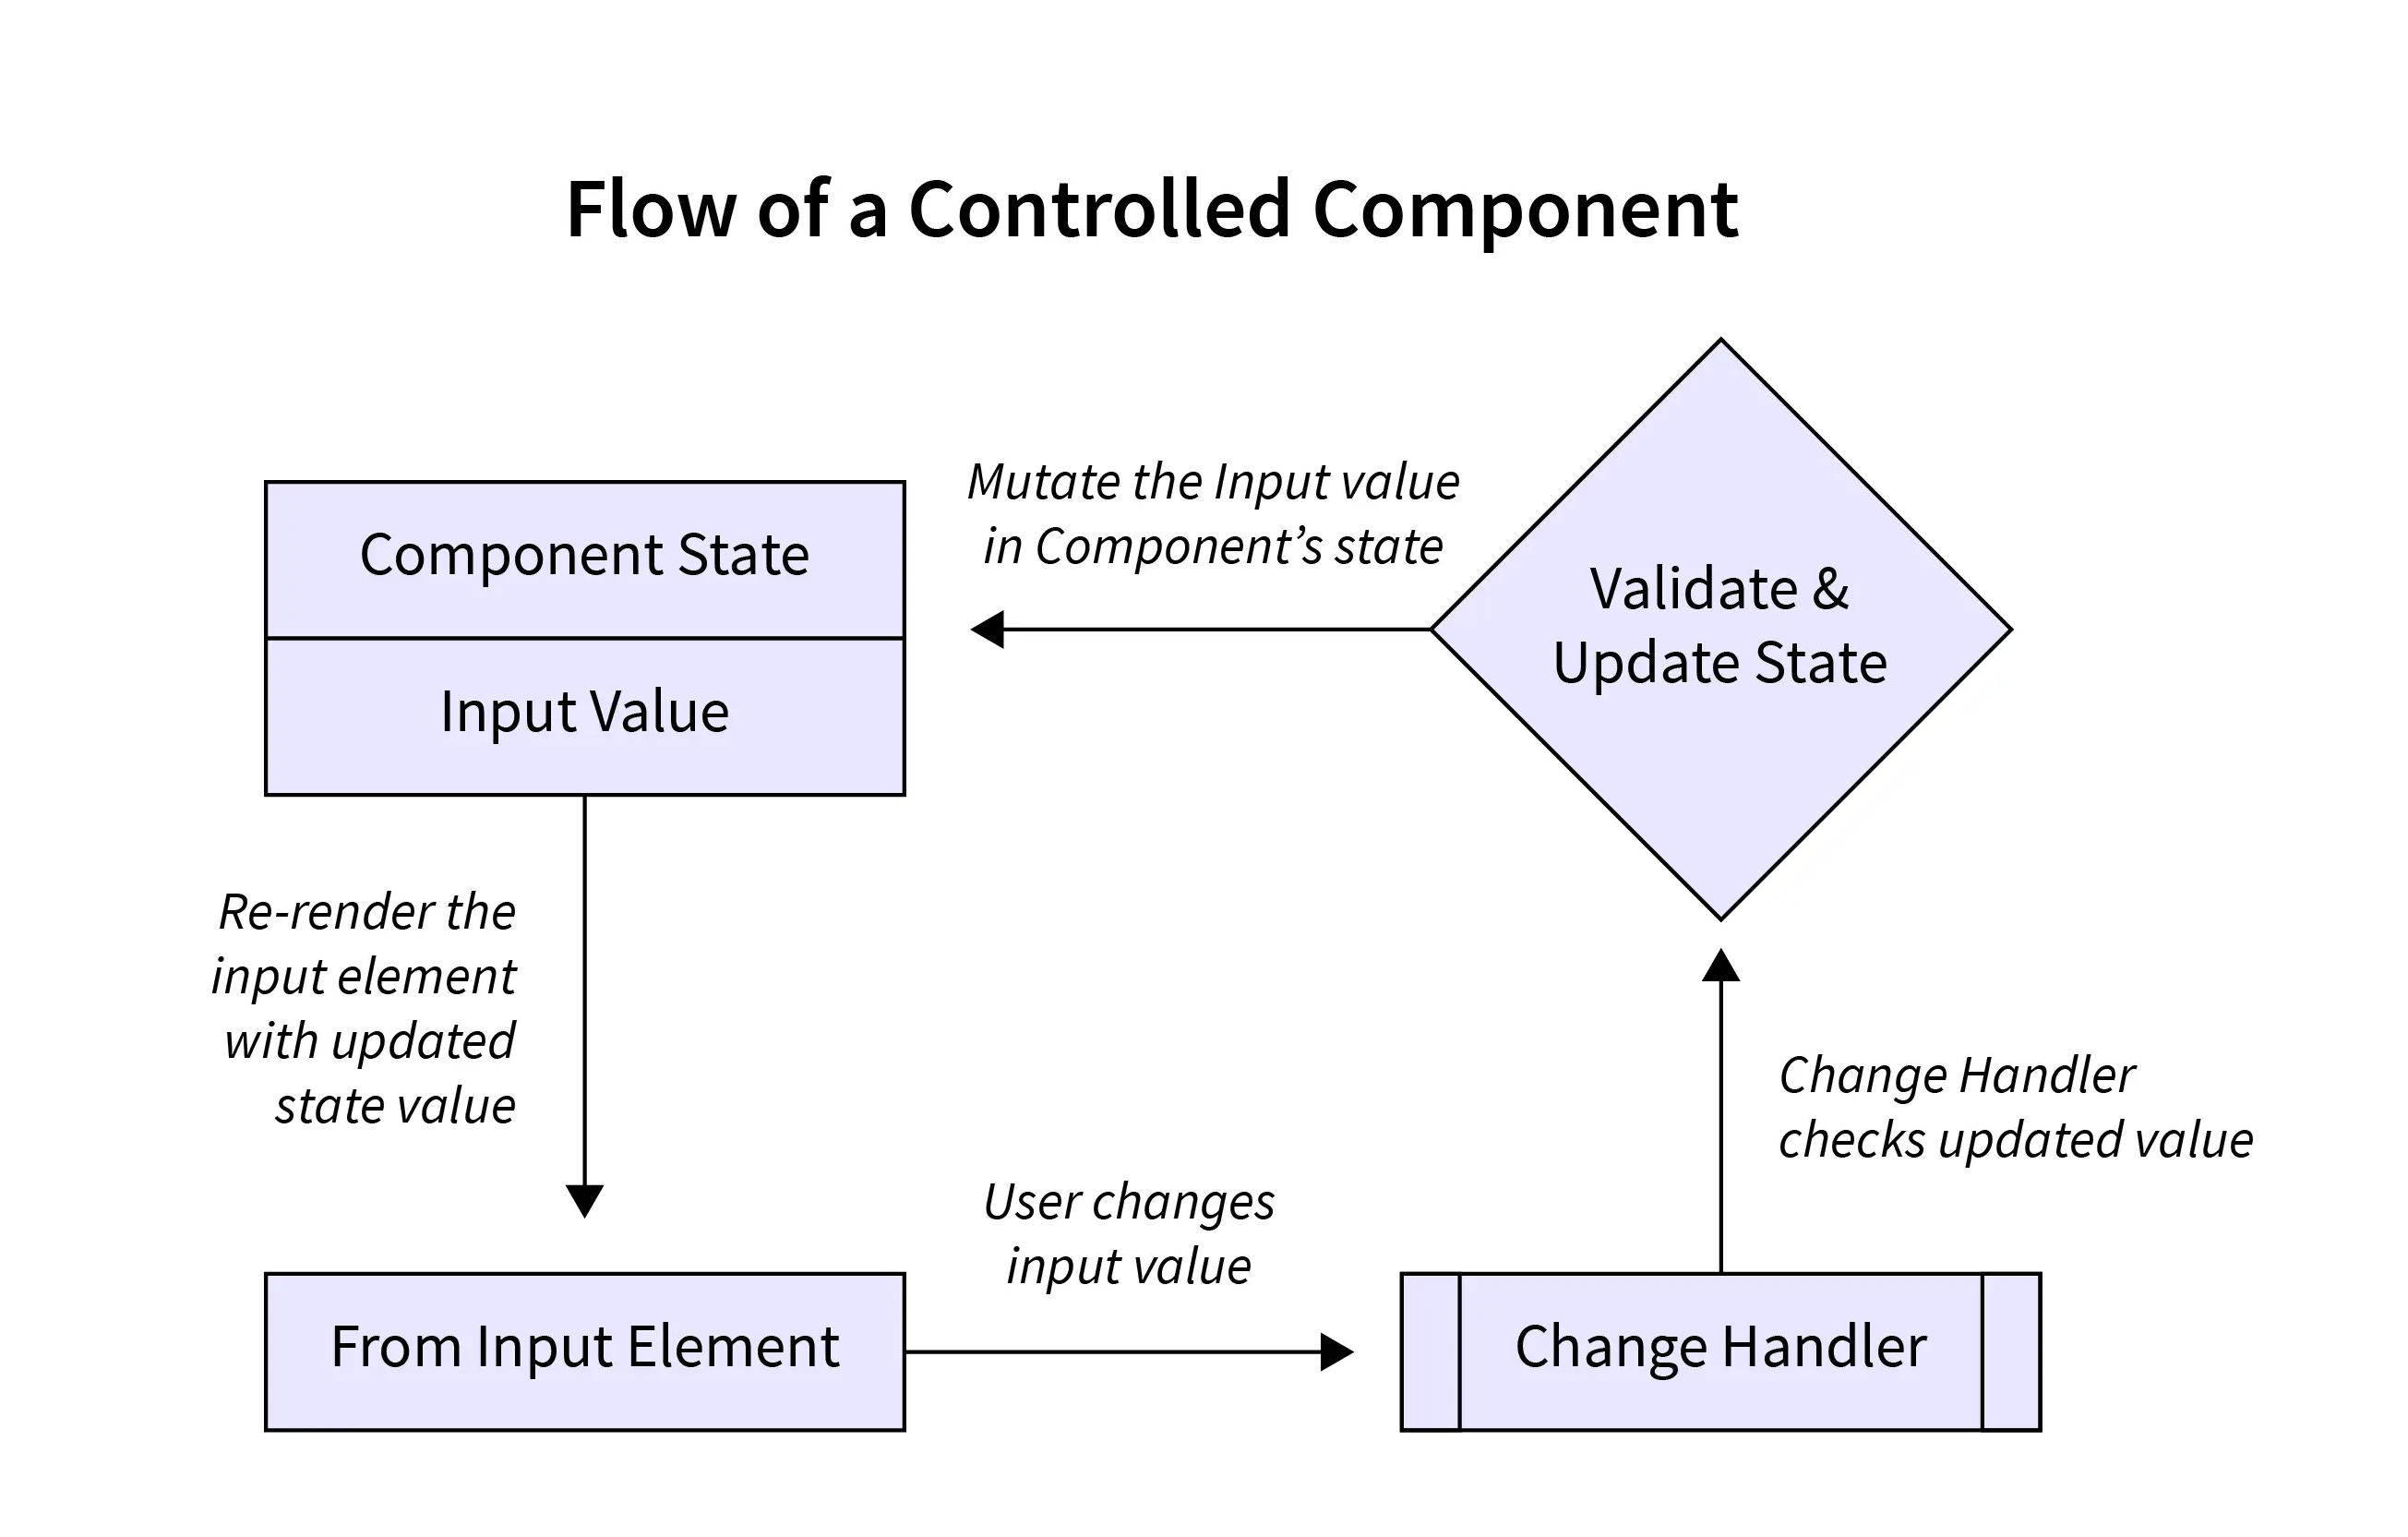 Flow of a Controlled Component
Mutate the Input value
in Component’s state
Component State
Input Value
Validate &
Update State
Re-render the
input element
with updated
state value
Change Handler
checks updated value
User changes
input value
From Input Element
Change Handler